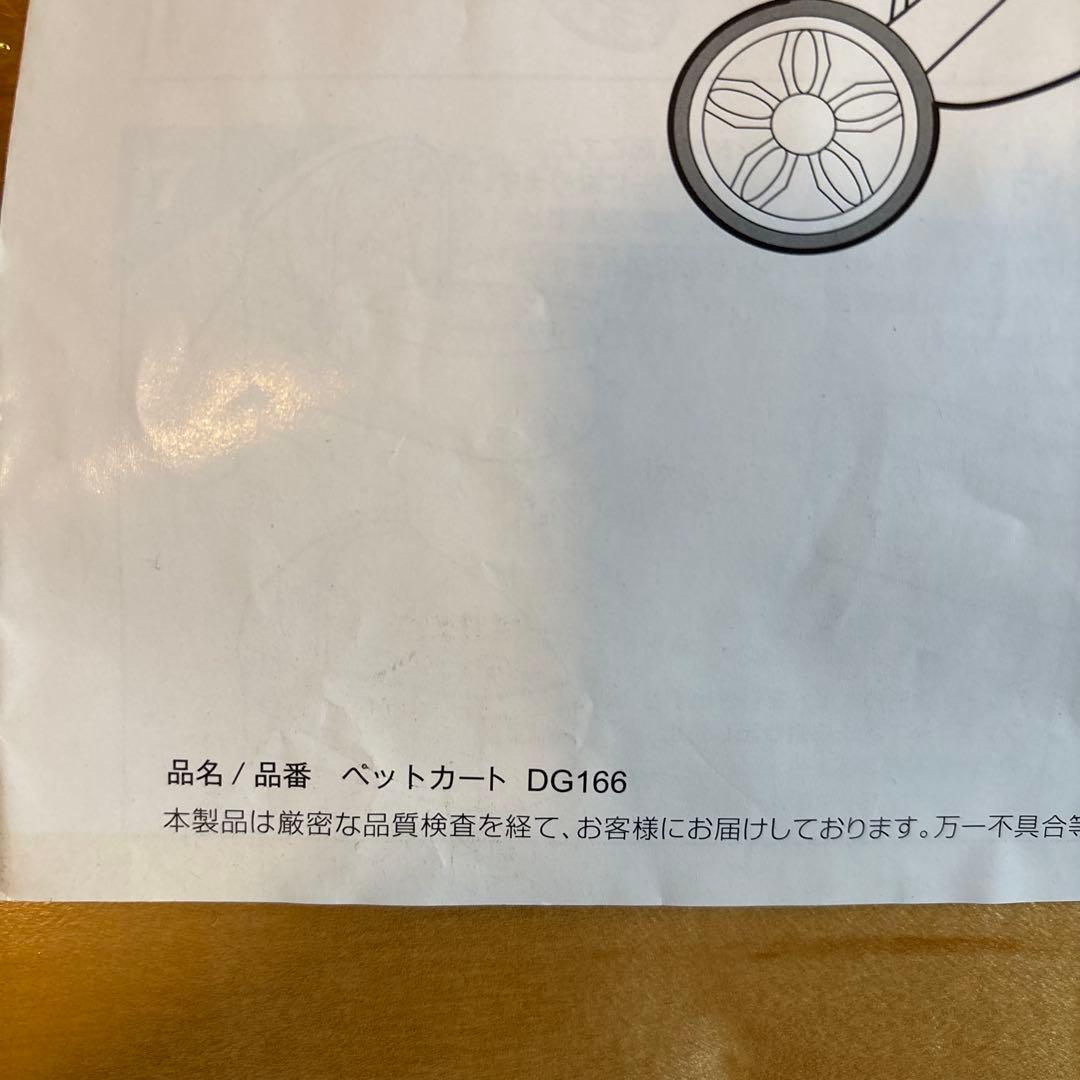 品名 / 品番　ペットカート DG166
本製品は厳密な品質検査を経て、お客様にお届けしております。万一不具合等